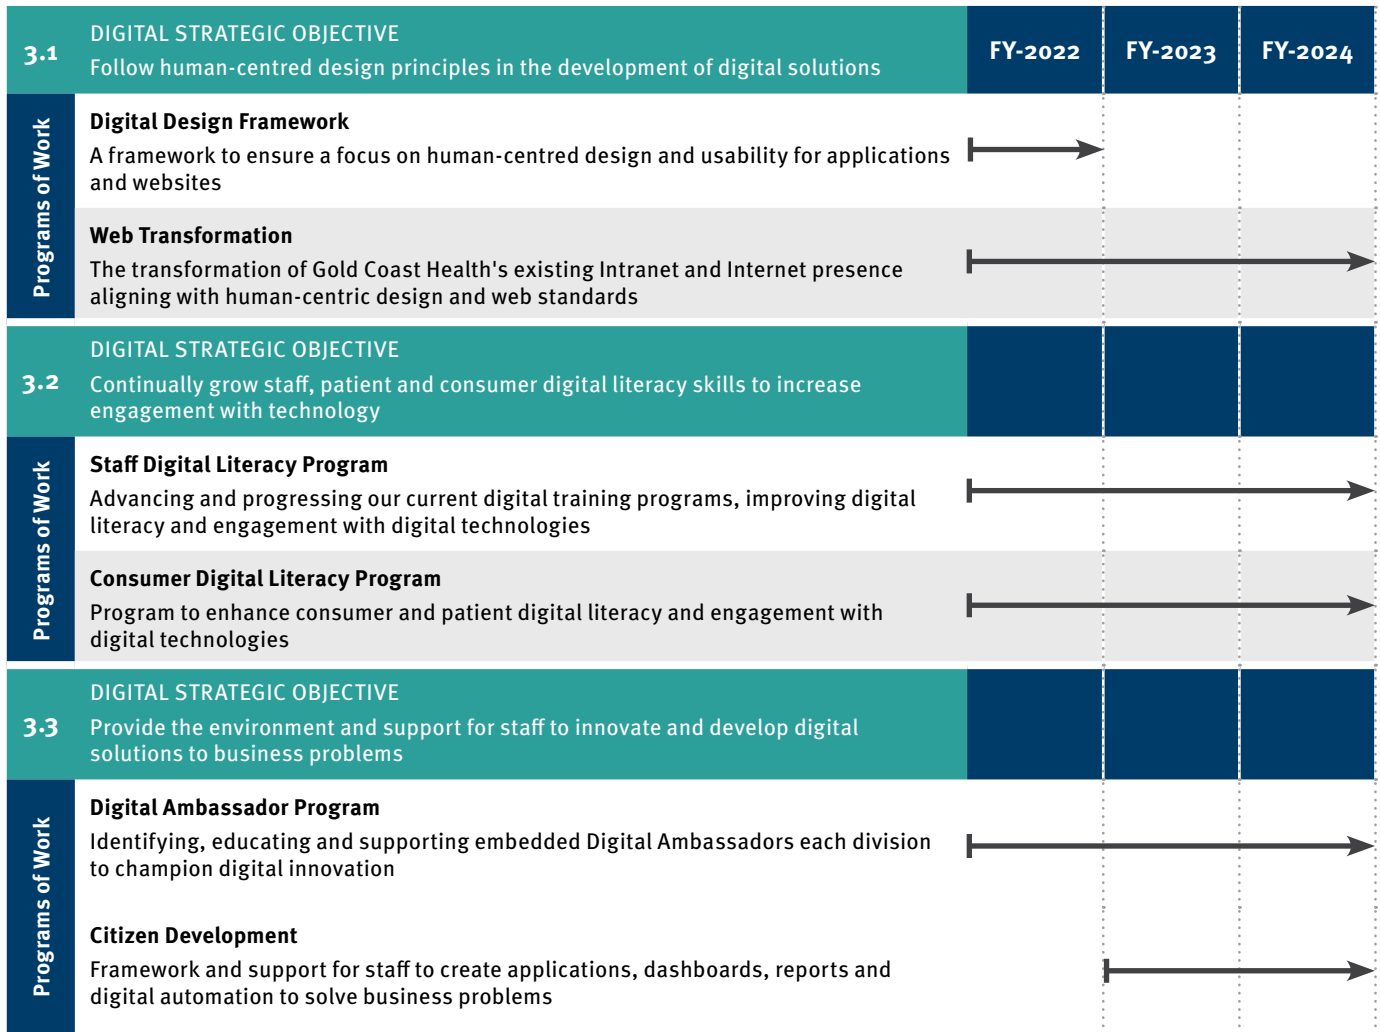 3.1
DIGITAL STRATEGIC OBJECTIVE
Follow human-centred design principles in the development of digital solutions
FY-2022
FY-2023
FY-2024
Programs of Work
Digital Design Framework
A framework to ensure a focus on human-centred design and usability for applications
and websites
Web Transformation
The transformation of Gold Coast Health's existing Intranet and Internet presence
aligning with human-centric design and web standards
3.2
DIGITAL STRATEGIC OBJECTIVE
Continually grow staff, patient and consumer digital literacy skills to increase
engagement with technology
Programs of Work
Staff Digital Literacy Program
Advancing and progressing our current digital training programs, improving digital
literacy and engagement with digital technologies
Consumer Digital Literacy Program
Program to enhance consumer and patient digital literacy and engagement with
digital technologies
3.3
DIGITAL STRATEGIC OBJECTIVE
Provide the environment and support for staff to innovate and develop digital
solutions to business problems
Programs of Work
Digital Ambassador Program
Identifying, educating and supporting embedded Digital Ambassadors each division
to champion digital innovation
Citizen Development
Framework and support for staff to create applications, dashboards, reports and
digital automation to solve business problems